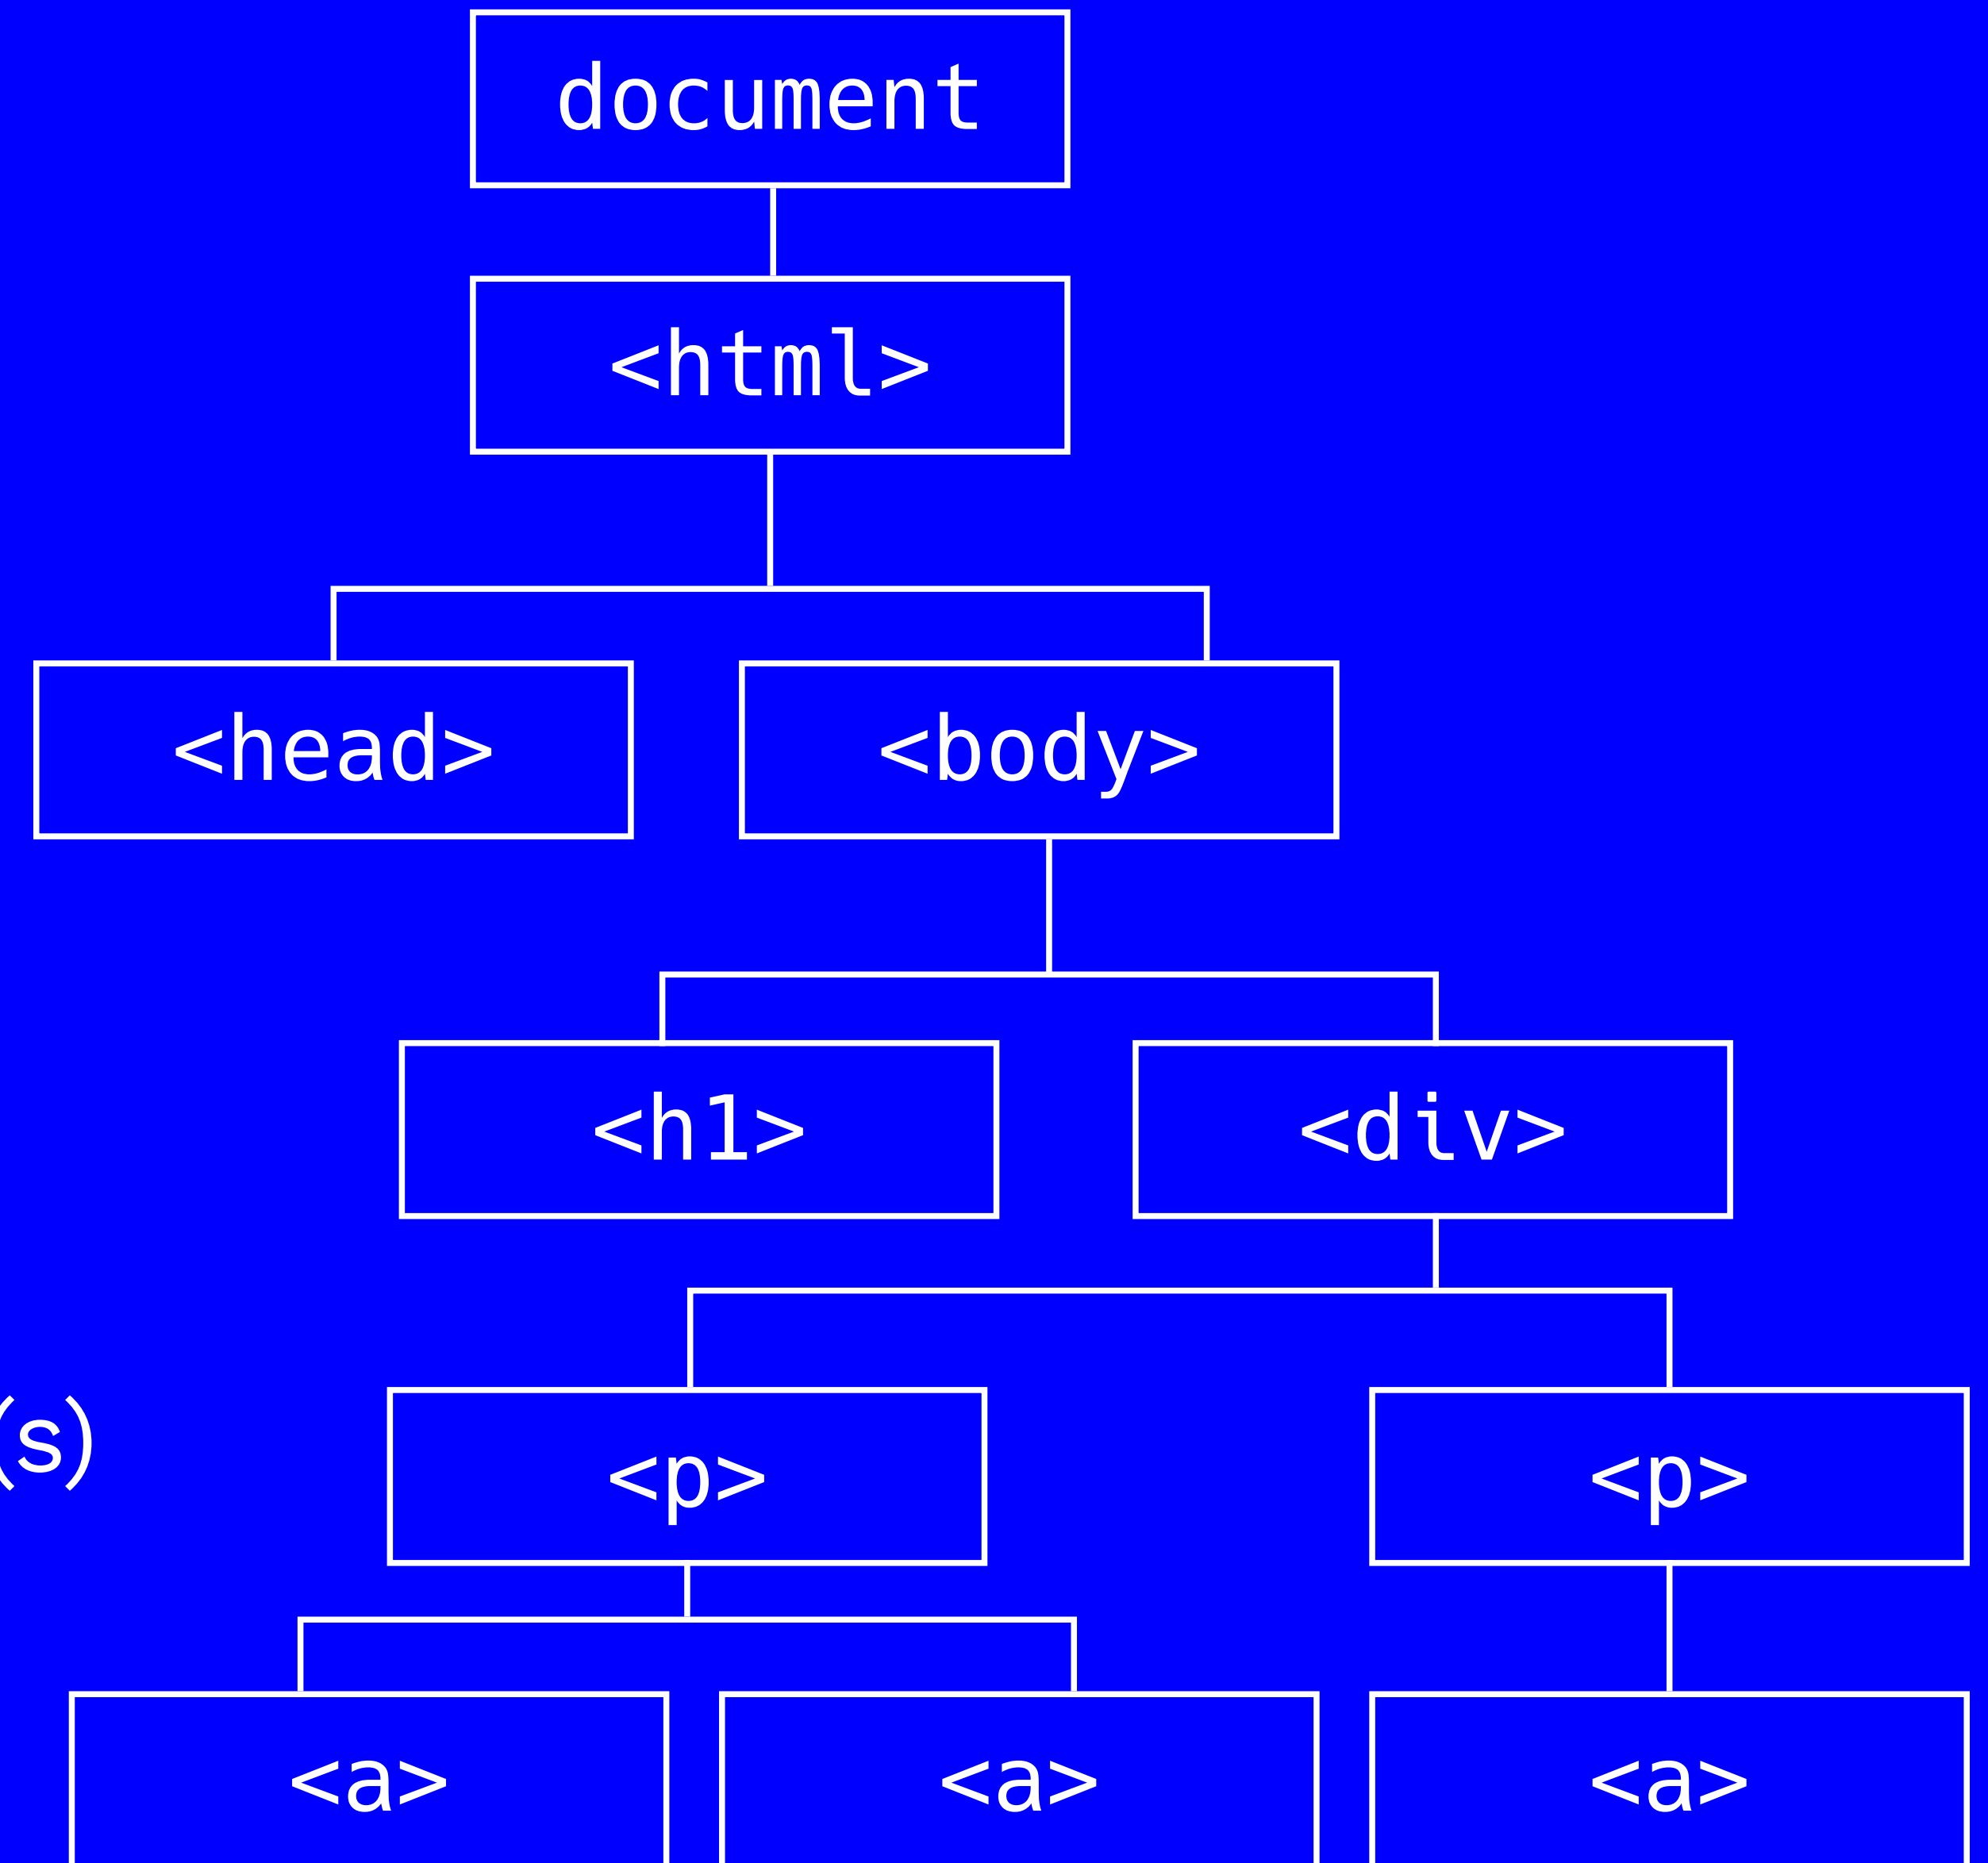 document
<html>
<head> <body>
<h1> <div>
(s)
<p> <p>
<a> <a> <a>